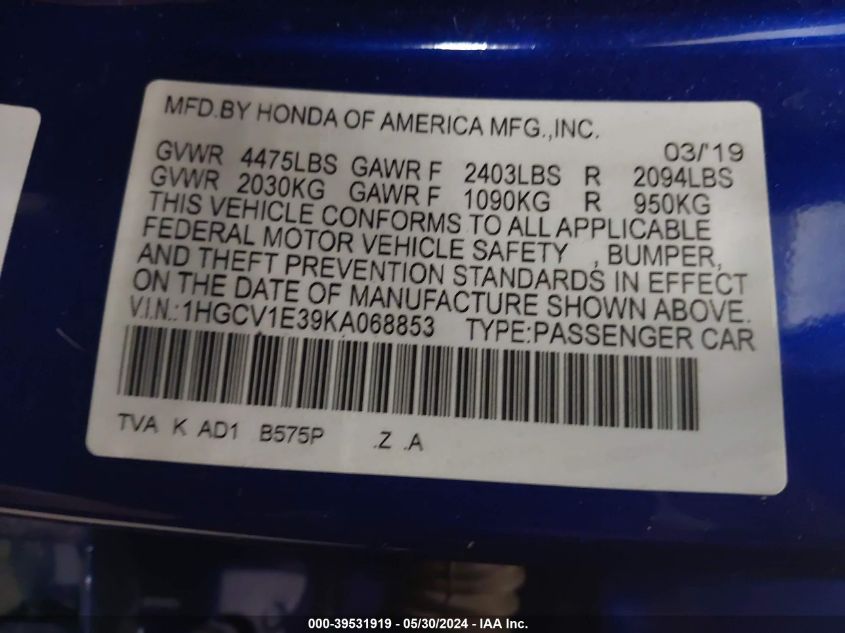 MFD.BY HONDA OF AMERICA MFG.,INC.
03/'19
GVWR 4475LBS GAWR F 2403LBS R 2094LBS
GVWR 2030KG GAWR F 1090KG R 950KG
THIS VEHICLE CONFORMS TO ALL APPLICABLE
FEDERAL MOTOR VEHICLE SAFETY , BUMPER,
AND THEFT PREVENTION STANDARDS IN EFFECT
ON THE DATE OF MANUFACTURE SHOWN ABOVE.
V.I.N.:1HGCV1E39KA068853 TYPE:PASSENGER CAR
TVA K AD1 B575P .Z .A
000-39531919 - 05/30/2024 - IAA Inc.